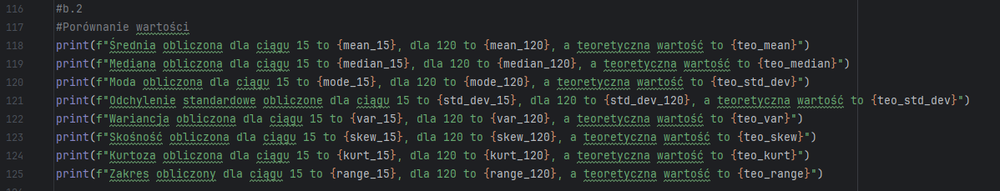 116 #b.2
117 #Porównanie wartości
118 print(f"Średnia obliczona dla ciągu 15 to {mean_15}, dla 120 to {mean_120}, a teoretyczna wartość to {teo_mean}")
119 print(f"Mediana obliczona dla ciągu 15 to {median_15}, dla 120 to {median_120}, a teoretyczna wartość to {teo_median}")
120 print(f"Moda obliczona dla ciągu 15 to {mode_15}, dla 120 to {mode_120}, a teoretyczna wartość to {teo_std_dev}")
121 print(f"Odchylenie standardowe obliczone dla ciągu 15 to {std_dev_15}, dla 120 to {std_dev_120}, a teoretyczna wartość to {teo_std_dev}")
122 print(f"Wariancja obliczona dla ciągu 15 to {var_15}, dla 120 to {var_120}, a teoretyczna wartość to {teo_var}")
123 print(f"Skośność obliczona dla ciągu 15 to {skew_15}, dla 120 to {skew_120}, a teoretyczna wartość to {teo_skew}")
124 print(f"Kurtoza obliczona dla ciągu 15 to {kurt_15}, dla 120 to {kurt_120}, a teoretyczna wartość to {teo_kurt}")
125 print(f"Zakres obliczony dla ciągu 15 to {range_15}, dla 120 to {range_120}, a teoretyczna wartość to {teo_range}")